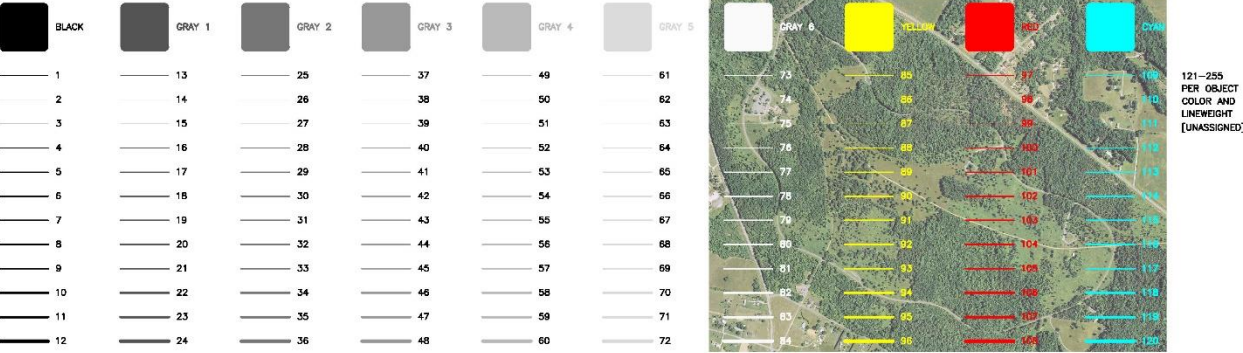 BLACK GRAY 1 GRAY 2 GRAY 3 GRAY 4 GRAY 5 GRAY 6 YELLOW RED CYAN
1 13 25 37 49 61 73 85 97 109
2 14 26 38 50 62 74 86 98 110
3 15 27 39 51 63 75 87 99 111
4 16 28 40 52 64 76 88 100 112
5 17 29 41 53 65 77 89 101 113
6 18 30 42 54 66 78 90 102 114
7 19 31 43 55 67 79 91 103 115
8 20 32 44 56 68 80 92 104 116
9 21 33 45 57 69 81 93 105 117
10 22 34 46 58 70 82 94 106 118
11 23 35 47 59 71 83 95 107 119
12 24 36 48 60 72 84 96 108 120
121-255
PER OBJECT
COLOR AND
LINEWEIGHT
[UNASSIGNED]